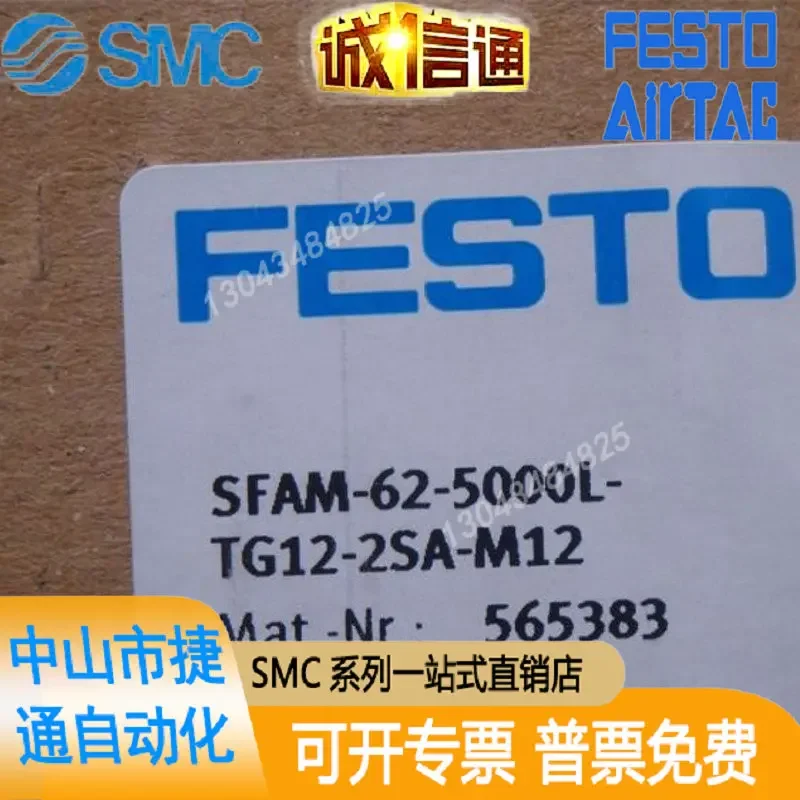 SMC
诚信通
FESTO
AirTAC
FESTO
13043484825
SFAM-62-5000L-
TG12-2SA-M12
13043484825
Mat.-Nr.: 565383
中山市捷
通自动化
SMC 系列一站式直销店
可开专票 普票免费